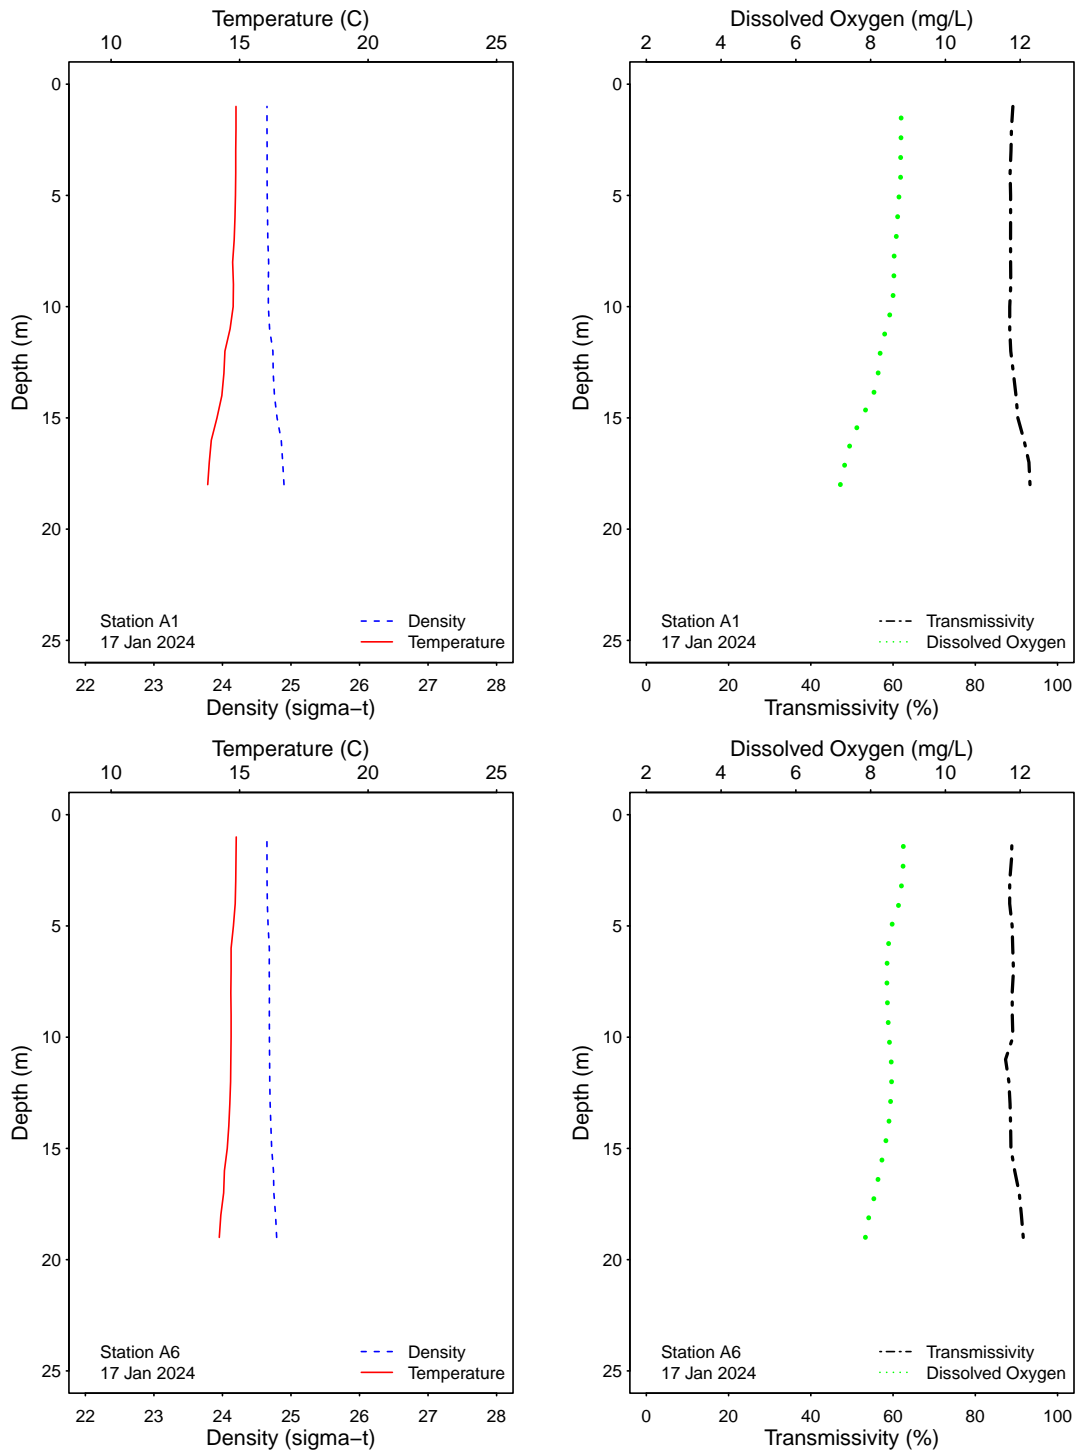 Temperature (C)
10 15 20 25
0
5
10
15
20
25
Depth (m)
Station A1
17 Jan 2024
Density
Temperature
22 23 24 25 26 27 28
Density (sigma−t)
Dissolved Oxygen (mg/L)
2 4 6 8 10 12
0
5
10
15
20
25
Depth (m)
Station A1
17 Jan 2024
Transmissivity
Dissolved Oxygen
0 20 40 60 80 100
Transmissivity (%)
Temperature (C)
10 15 20 25
0
5
10
15
20
25
Depth (m)
Station A6
17 Jan 2024
Density
Temperature
22 23 24 25 26 27 28
Density (sigma−t)
Dissolved Oxygen (mg/L)
2 4 6 8 10 12
0
5
10
15
20
25
Depth (m)
Station A6
17 Jan 2024
Transmissivity
Dissolved Oxygen
0 20 40 60 80 100
Transmissivity (%)